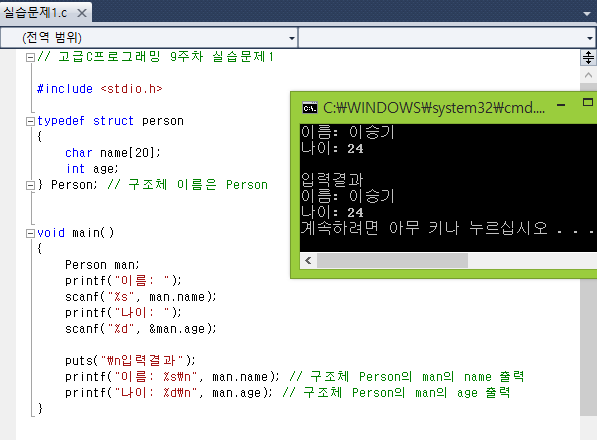 실습문제1.c
(전역 범위)
// 고급C프로그래밍 9주차 실습문제1
#include <stdio.h>
typedef struct person
{
char name[20];
int age;
} Person; // 구조체 이름은 Person
void main()
{
Person man;
printf("이름: ");
scanf("%s", man.name);
printf("나이: ");
scanf("%d", &man.age);
puts("₩n입력결과");
printf("이름: %s₩n", man.name); // 구조체 Person의 man의 name 출력
printf("나이: %d₩n", man.age); // 구조체 Person의 man의 age 출력
}
C:₩WINDOWS₩system32₩cmd....
이름: 이승기
나이: 24
입력결과
이름: 이승기
나이: 24
계속하려면 아무 키나 누르십시오 . . .